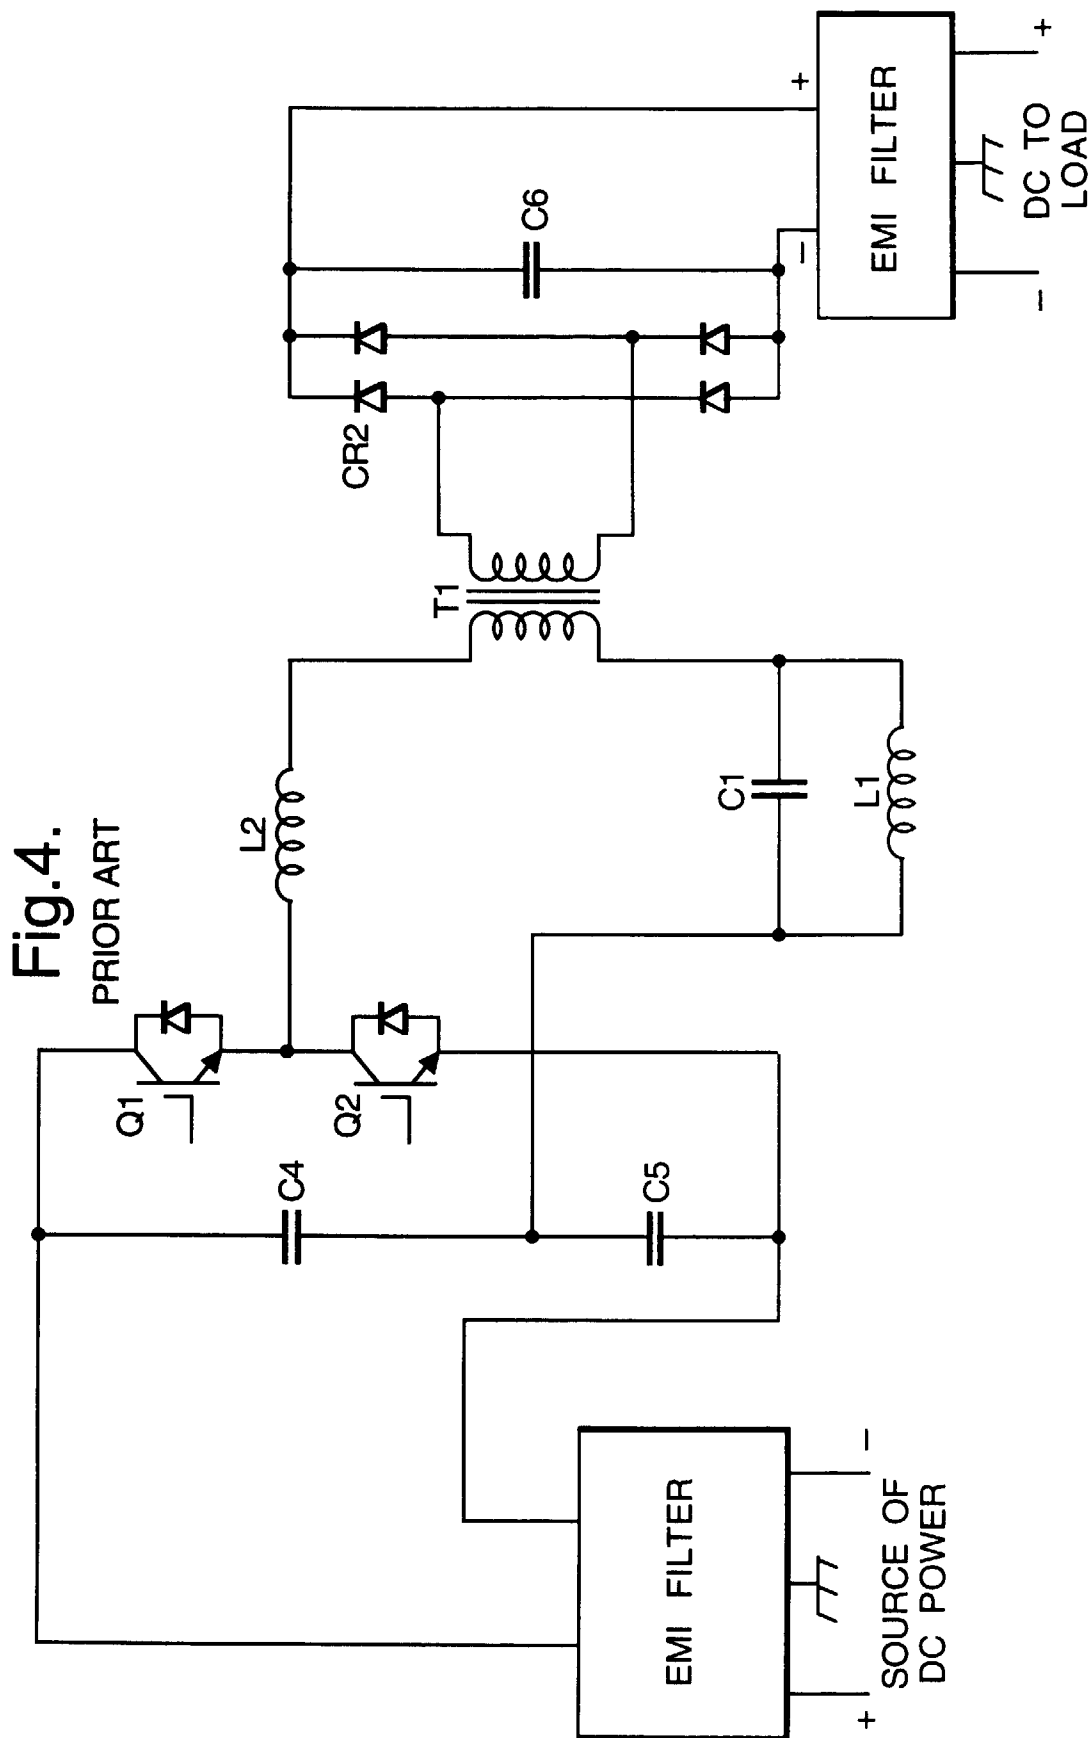 Fig.4.
PRIOR ART
Q1
Q2
L2
C4
C5
T1
CR2
C6
C1
L1
EMI FILTER
+
−
SOURCE OF
DC POWER
+
−
EMI FILTER
−
+
DC TO
LOAD